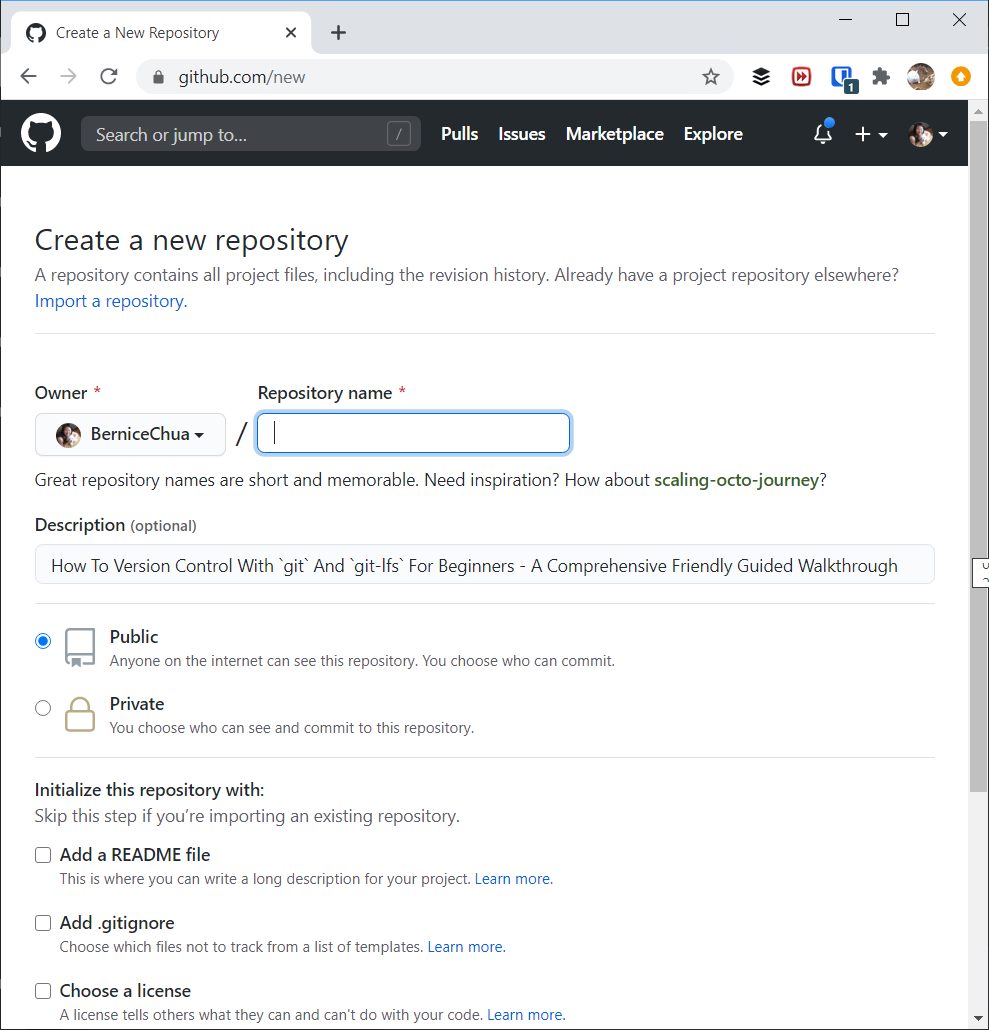 Create a New Repository
github.com/new
1
Search or jump to... /
Pulls Issues Marketplace Explore
Create a new repository
A repository contains all project files, including the revision history. Already have a project repository elsewhere?
Import a repository.
Owner * Repository name *
BerniceChua /
Great repository names are short and memorable. Need inspiration? How about scaling-octo-journey?
Description (optional)
How To Version Control With `git` And `git-lfs` For Beginners - A Comprehensive Friendly Guided Walkthrough
Public
Anyone on the internet can see this repository. You choose who can commit.
Private
You choose who can see and commit to this repository.
Initialize this repository with:
Skip this step if you’re importing an existing repository.
Add a README file
This is where you can write a long description for your project. Learn more.
Add .gitignore
Choose which files not to track from a list of templates. Learn more.
Choose a license
A license tells others what they can and can't do with your code. Learn more.